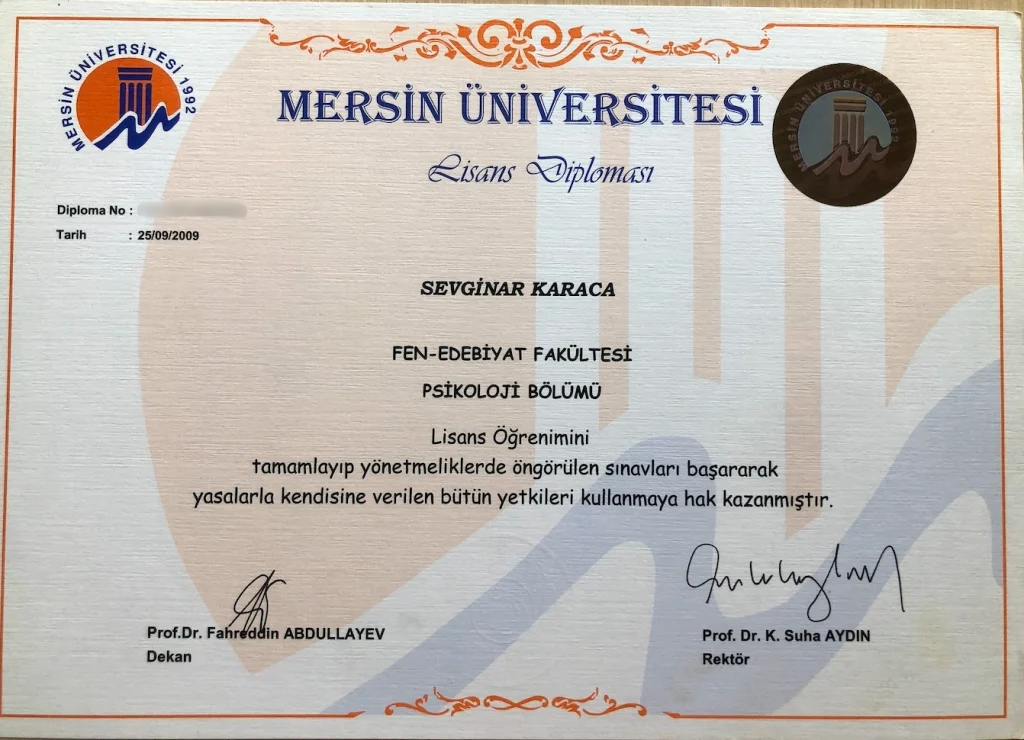 MERSİN ÜNİVERSİTESİ 1992
MERSİN ÜNİVERSİTESİ
MERSİN ÜNİVERSİTESİ 1992
Lisans Diploması
Diploma No :
Tarih : 25/09/2009
SEVGİNAR KARACA
FEN-EDEBİYAT FAKÜLTESİ
PSİKOLOJİ BÖLÜMÜ
Lisans Öğrenimini
tamamlayıp yönetmeliklerde öngörülen sınavları başararak
yasalarla kendisine verilen bütün yetkileri kullanmaya hak kazanmıştır.
Prof.Dr. Fahreddin ABDULLAYEV
Dekan
Prof. Dr. K. Suha AYDIN
Rektör